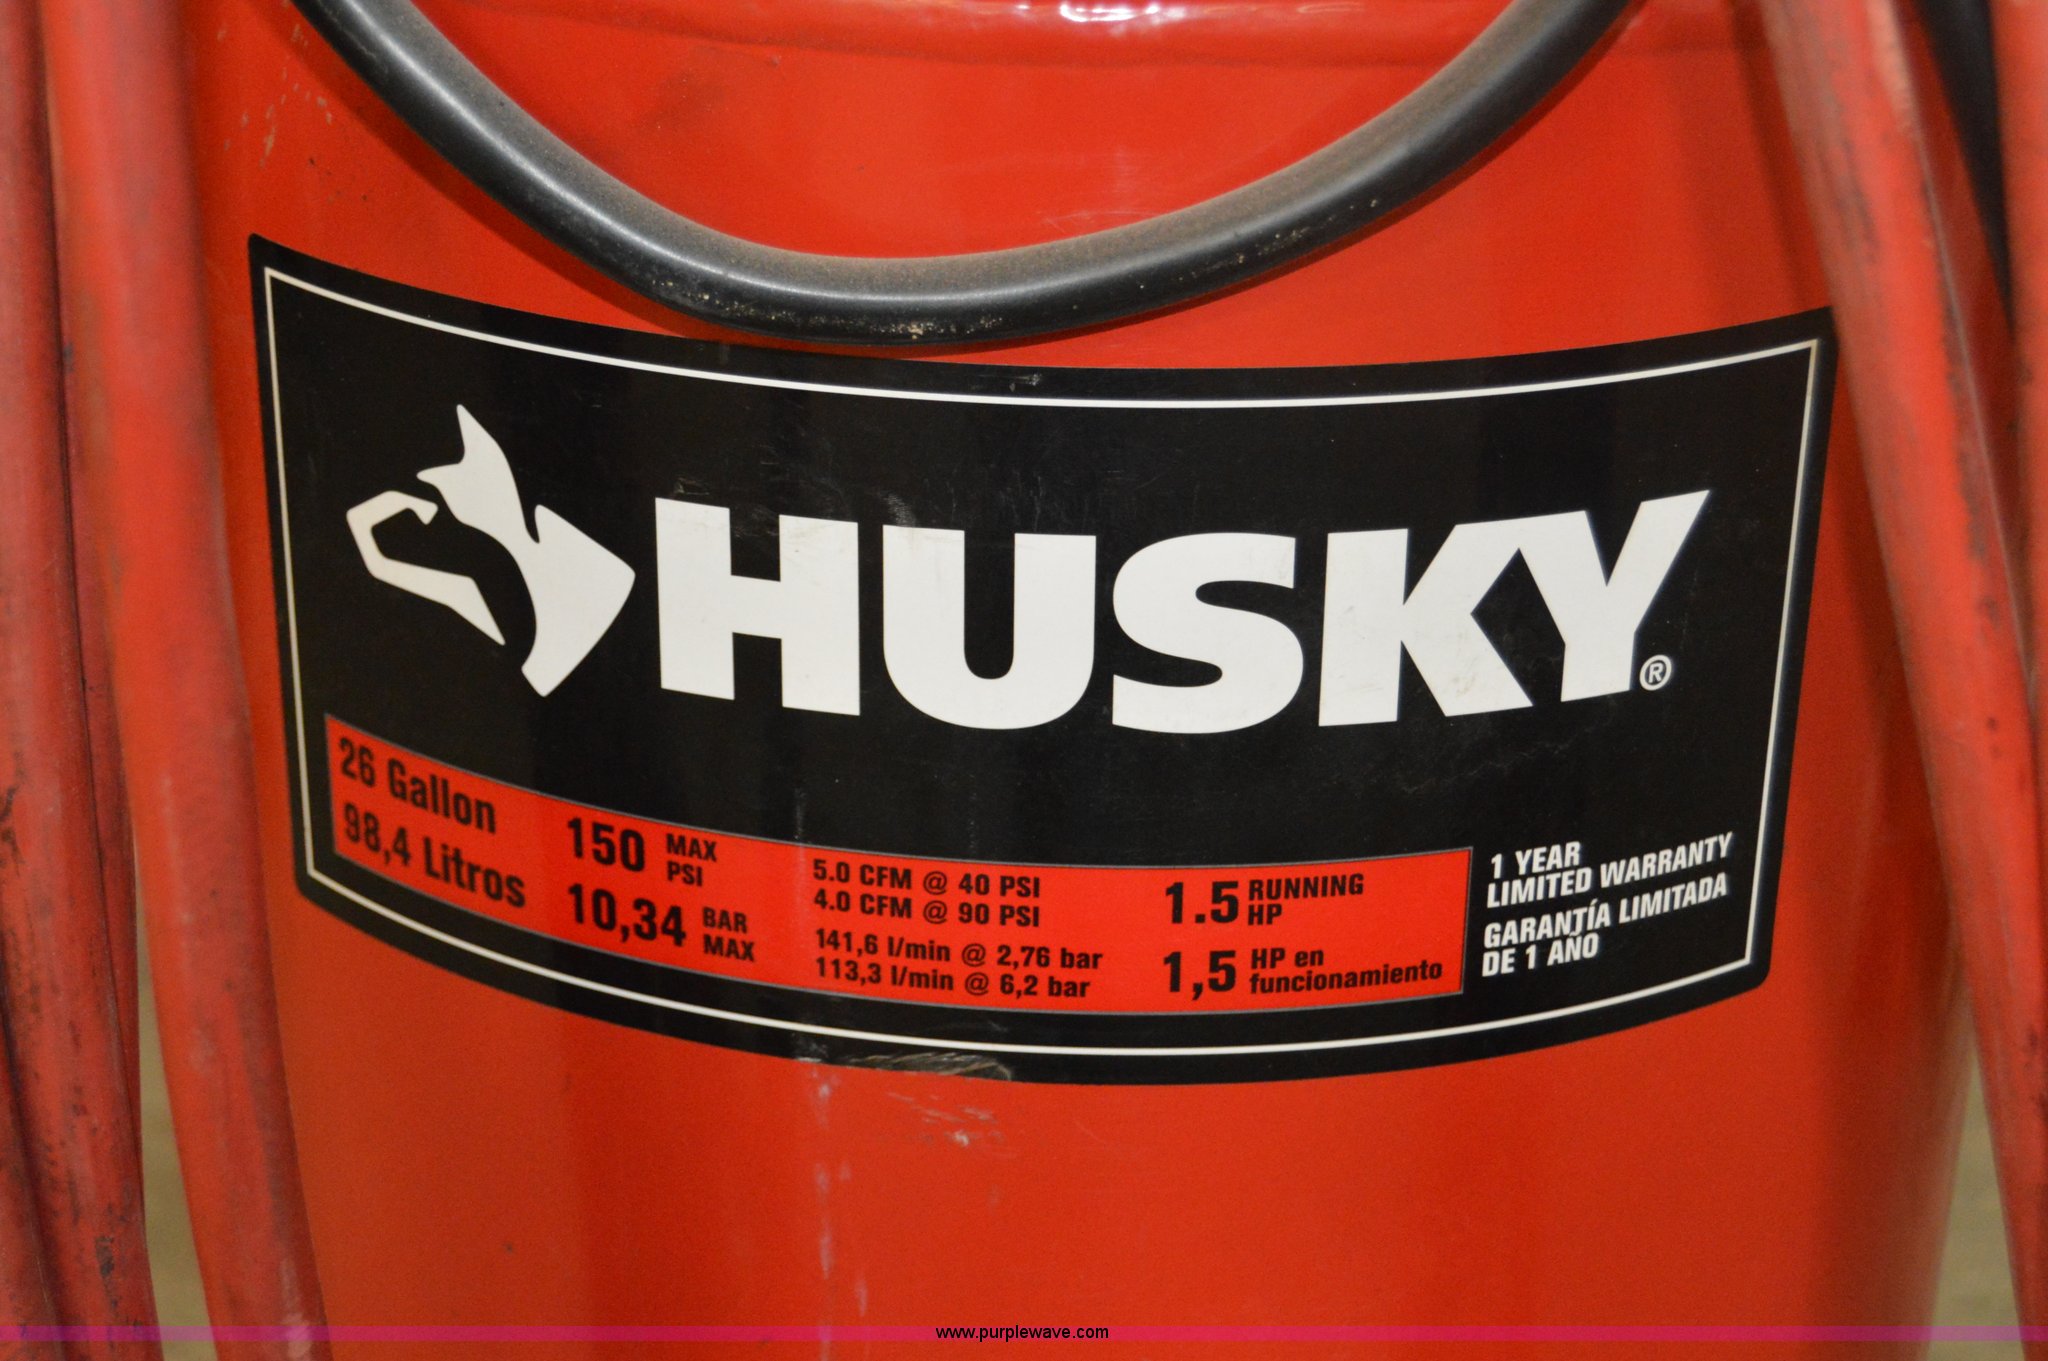 HUSKY®
26 Gallon
98,4 Litros
150 MAX PSI
10,34 BAR MAX
5.0 CFM @ 40 PSI
4.0 CFM @ 90 PSI
141,6 l/min @ 2,76 bar
113,3 l/min @ 6,2 bar
1.5 RUNNING HP
1,5 HP en funcionamiento
1 YEAR
LIMITED WARRANTY
GARANTÍA LIMITADA
DE 1 AÑO
www.purplewave.com